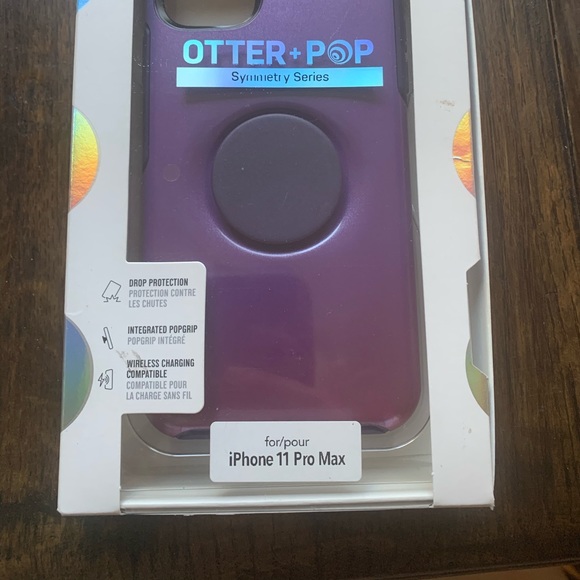 OTTER+POP
Symmetry Series
DROP PROTECTION
PROTECTION CONTRE
LES CHUTES
INTEGRATED POPGRIP
POPGRIP INTÉGRÉ
WIRELESS CHARGING
COMPATIBLE
COMPATIBLE POUR
LA CHARGE SANS FIL
for/pour
iPhone 11 Pro Max